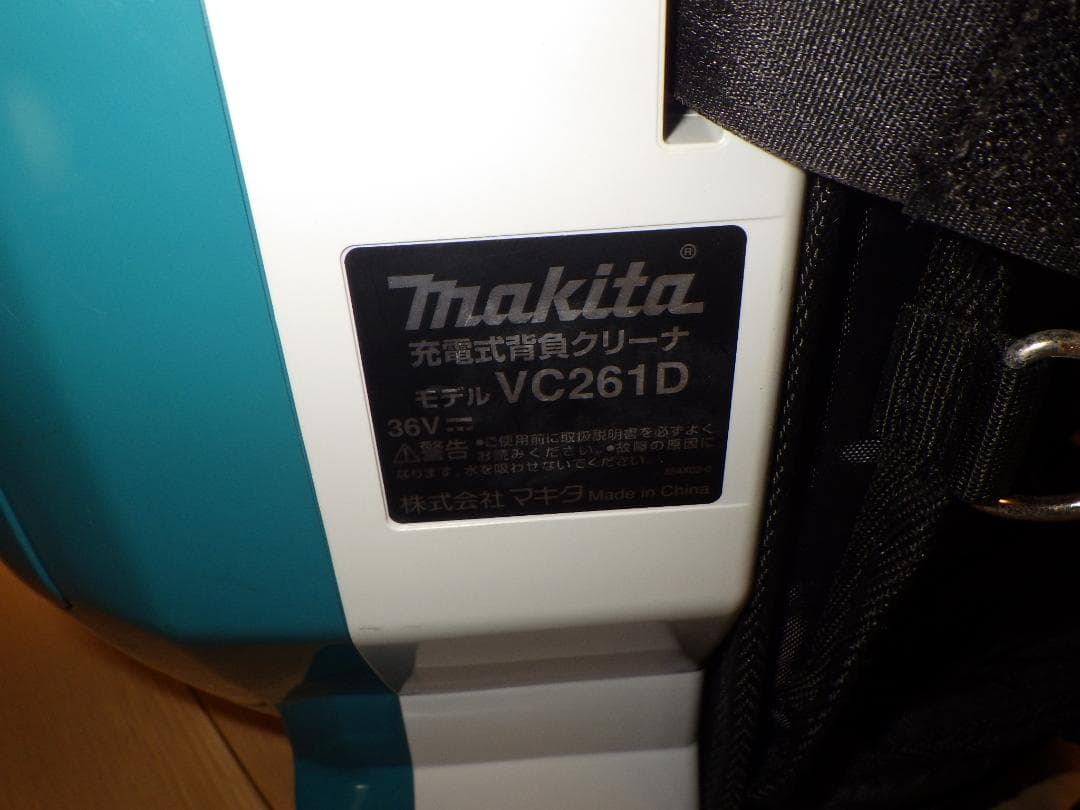 makita®
充電式背負クリーナ
モデル VC261D
36V
警告 •ご使用前に取扱説明書を必ずよく
お読みください。•故障の原因に
なります。水を吸わせないでください。
株式会社 マキタ Made in China